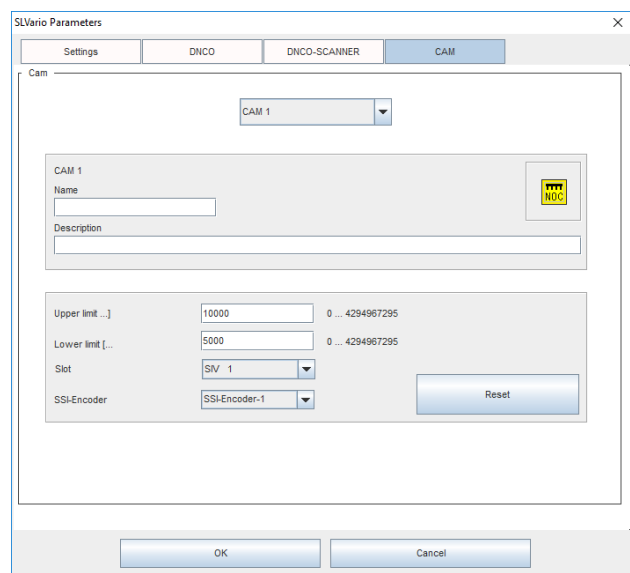 SLVario Parameters
Settings DNCO DNCO-SCANNER CAM
Cam
CAM 1
CAM 1
Name
NOC
Description
Upper limit ...] 10000 0 ... 4294967295
Lower limit [... 5000 0 ... 4294967295
Slot SIV 1
SSI-Encoder SSI-Encoder-1
Reset
OK Cancel